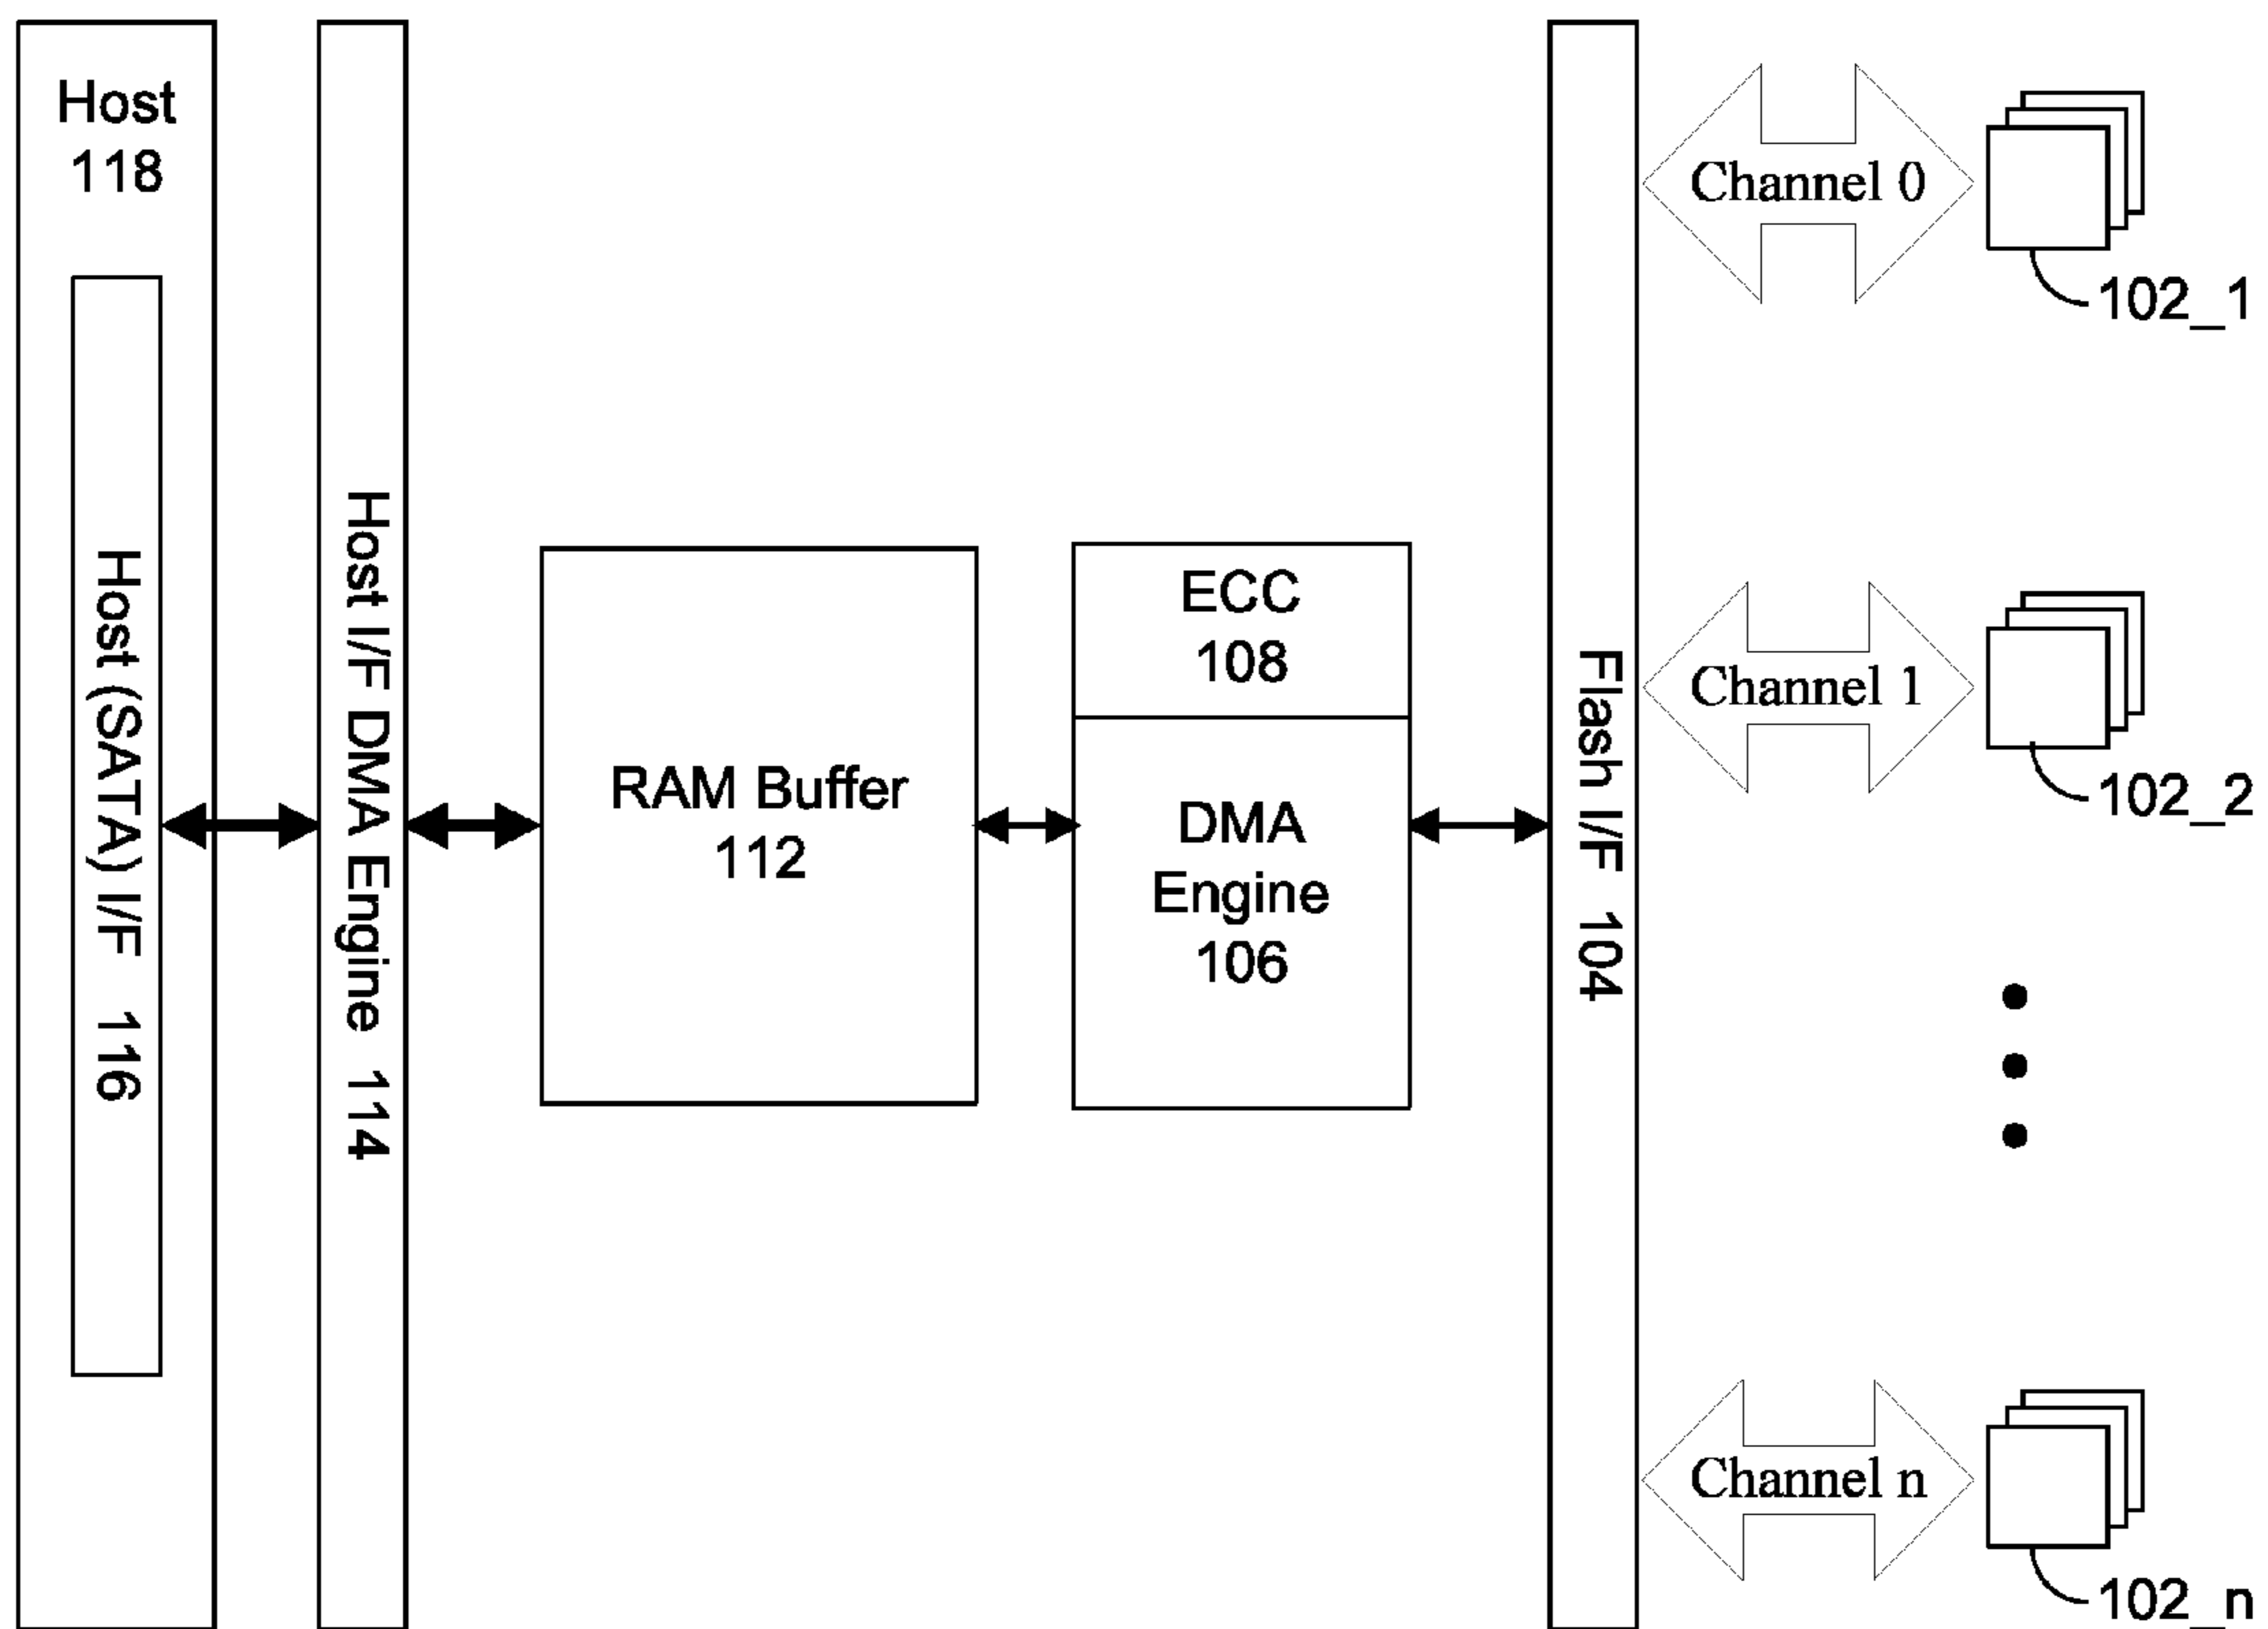 Host
118
Host (SATA) I/F 116
Host I/F DMA Engine 114
RAM Buffer
112
ECC
108
DMA
Engine
106
Flash I/F 104
Channel 0
102_1
Channel 1
102_2
Channel n
102_n